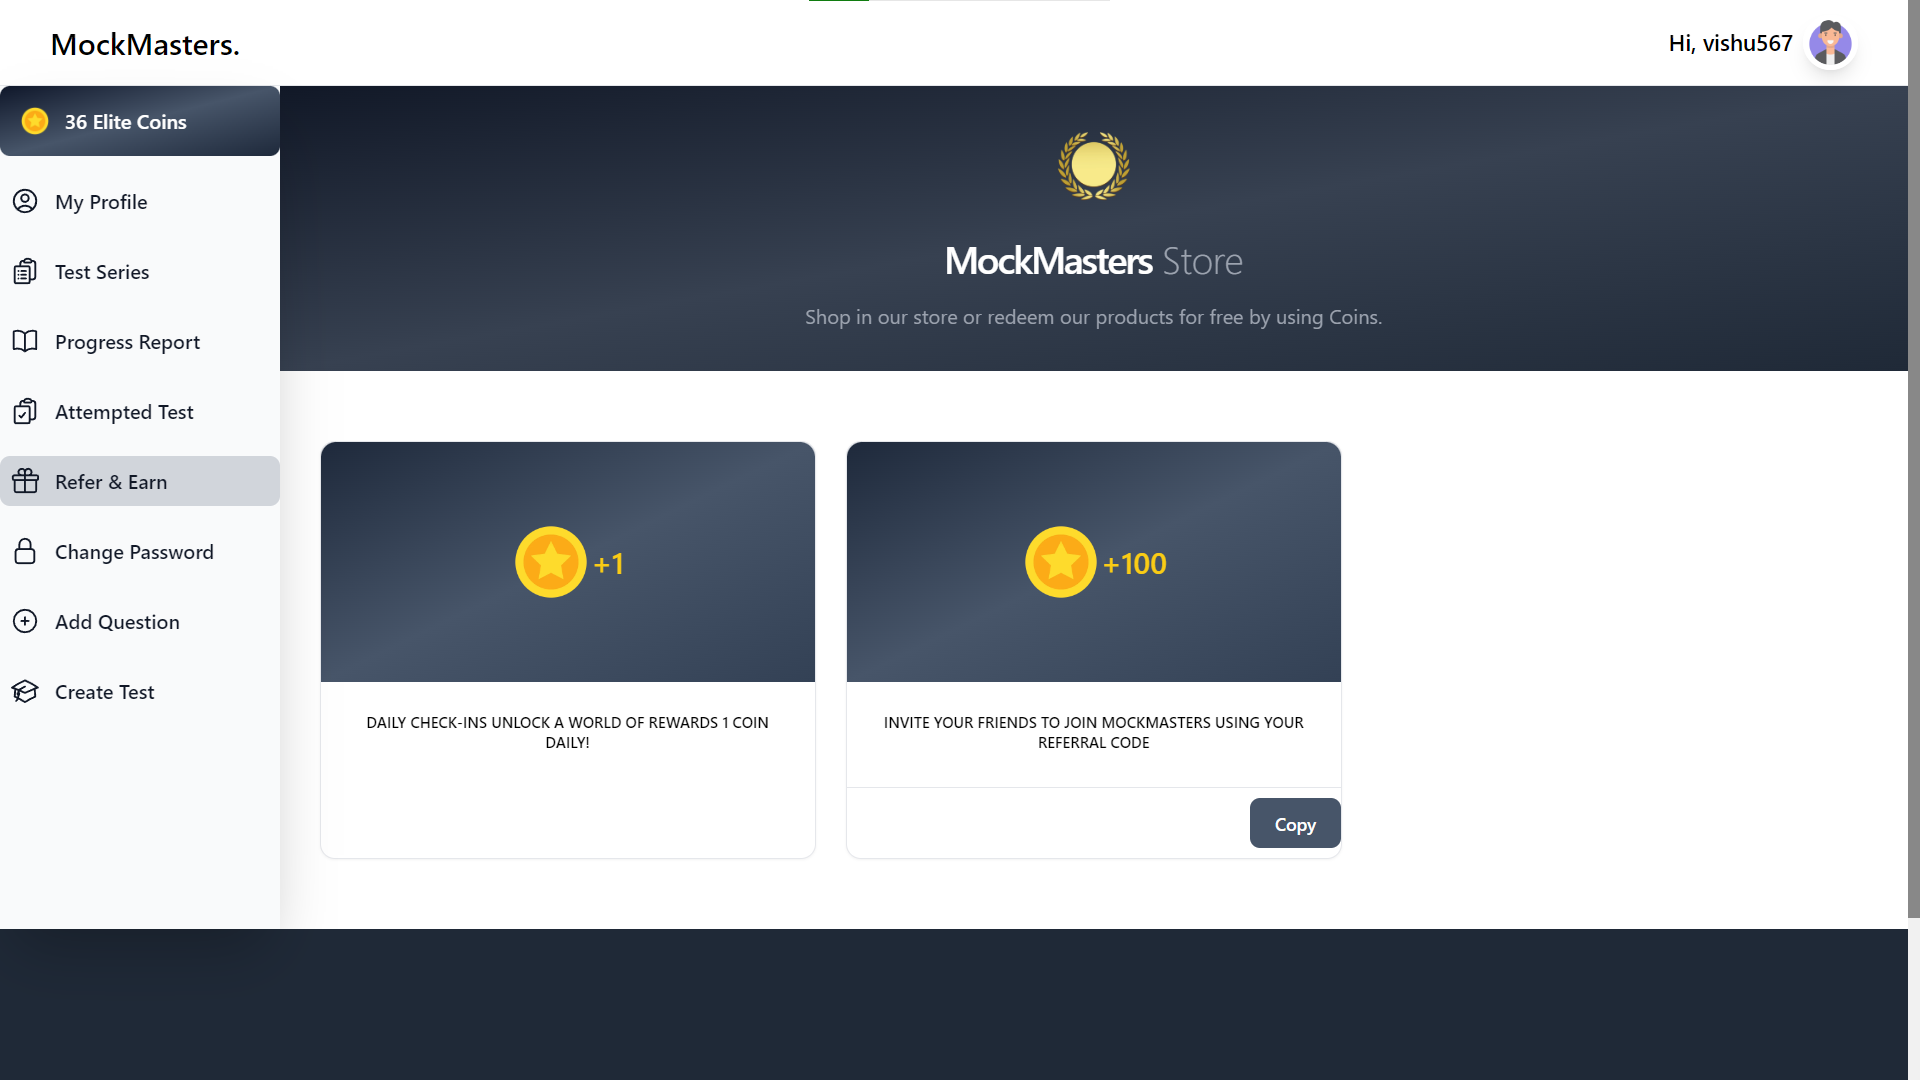 MockMasters.
Hi, vishu567
36 Elite Coins
My Profile
Test Series
Progress Report
Attempted Test
Refer & Earn
Change Password
Add Question
Create Test
MockMasters Store
Shop in our store or redeem our products for free by using Coins.
+1
DAILY CHECK-INS UNLOCK A WORLD OF REWARDS 1 COIN
DAILY!
+100
INVITE YOUR FRIENDS TO JOIN MOCKMASTERS USING YOUR
REFERRAL CODE
Copy